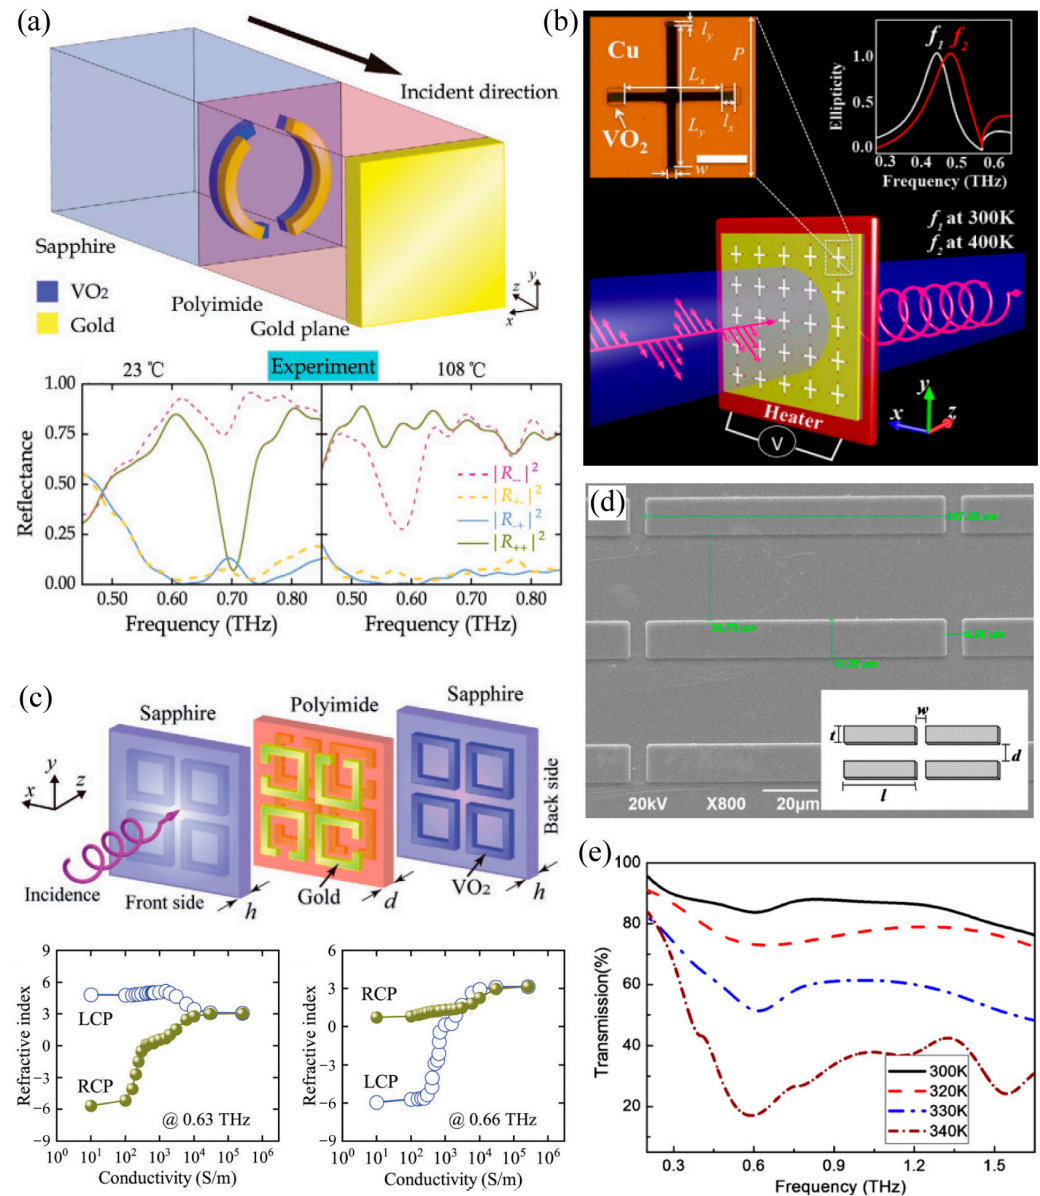 (a)
Incident direction
Sapphire
VO2
Gold
Polyimide
Gold plane
y
z
x
23 ℃
Experiment
108 ℃
Reflectance
1.00
0.75
0.50
0.25
0.00
|R--|²
|R+-|²
|R-+|²
|R++|²
0.50 0.60 0.70 0.80
0.50 0.60 0.70 0.80
Frequency (THz)
Frequency (THz)
(b)
Cu
VO2
ly
P
Lx
lx
Ly
w
f1 f2
Ellipticity
1.0
0.5
0.0
0.3 0.4 0.5 0.6
Frequency (THz)
f1 at 300K
f2 at 400K
Heater
V
y
x
z
(c)
Sapphire
Polyimide
Sapphire
y
z
x
Incidence
Front side
h
Gold
d
VO2
h
Back side
Refractive index
9
6
3
0
−3
−6
−9
LCP
RCP
@ 0.63 THz
10⁰ 10¹ 10² 10³ 10⁴ 10⁵ 10⁶
Conductivity (S/m)
Refractive index
9
6
3
0
−3
−6
−9
RCP
LCP
@ 0.66 THz
10⁰ 10¹ 10² 10³ 10⁴ 10⁵ 10⁶
Conductivity (S/m)
(d)
w
t
d
l
20kV X800 20μm
(e)
Transmission(%)
100
80
60
40
20
300K
320K
330K
340K
0.3 0.6 0.9 1.2 1.5
Frequency (THz)